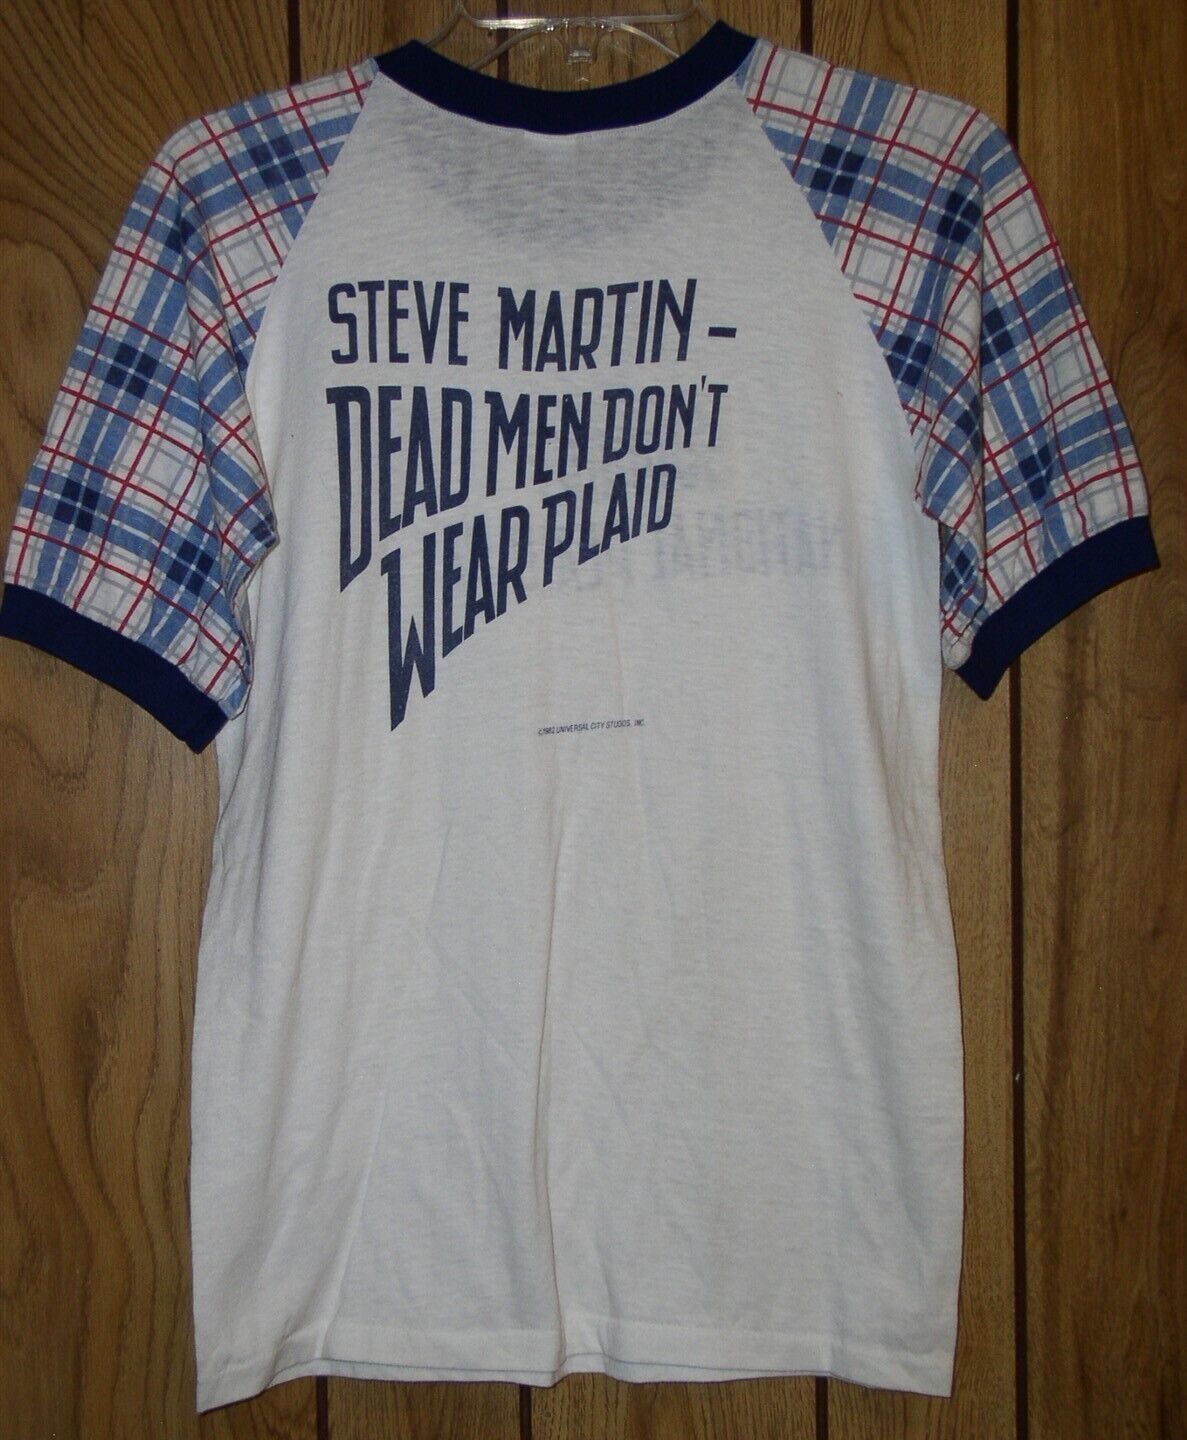 STEVE MARTIN –
DEAD MEN DON'T
WEAR PLAID
©1982 UNIVERSAL CITY STUDIOS, INC.